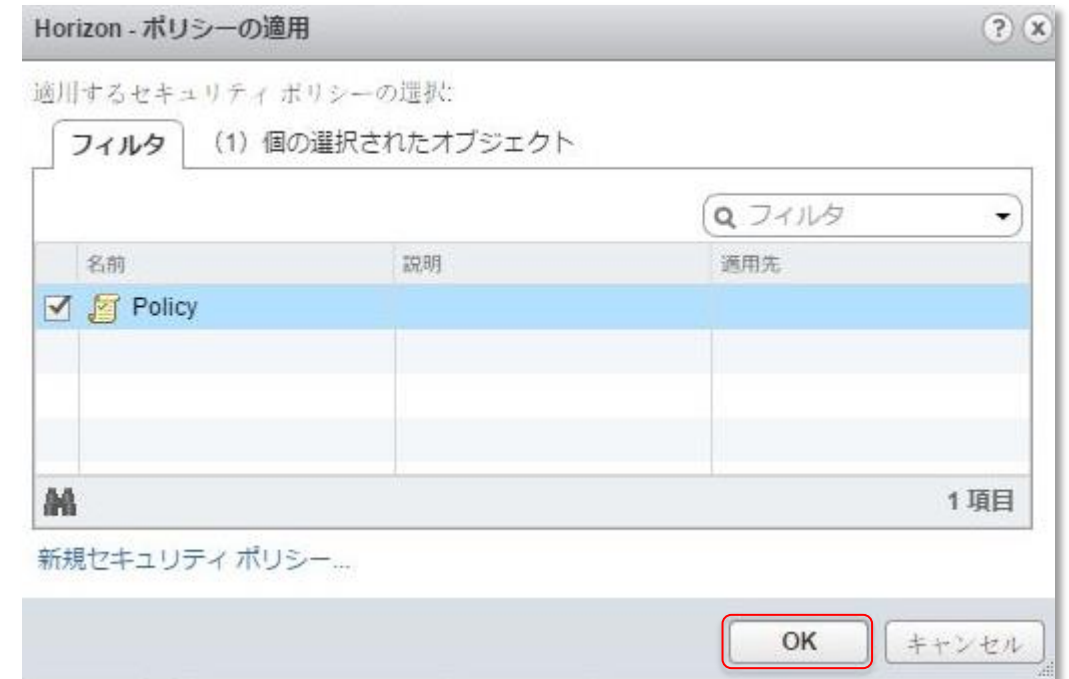 Horizon - ポリシーの適用
適用するセキュリティ ポリシーの選択:
フィルタ (1) 個の選択されたオブジェクト
フィルタ
名前 説明 適用先
Policy
1 項目
新規セキュリティ ポリシー...
OK キャンセル